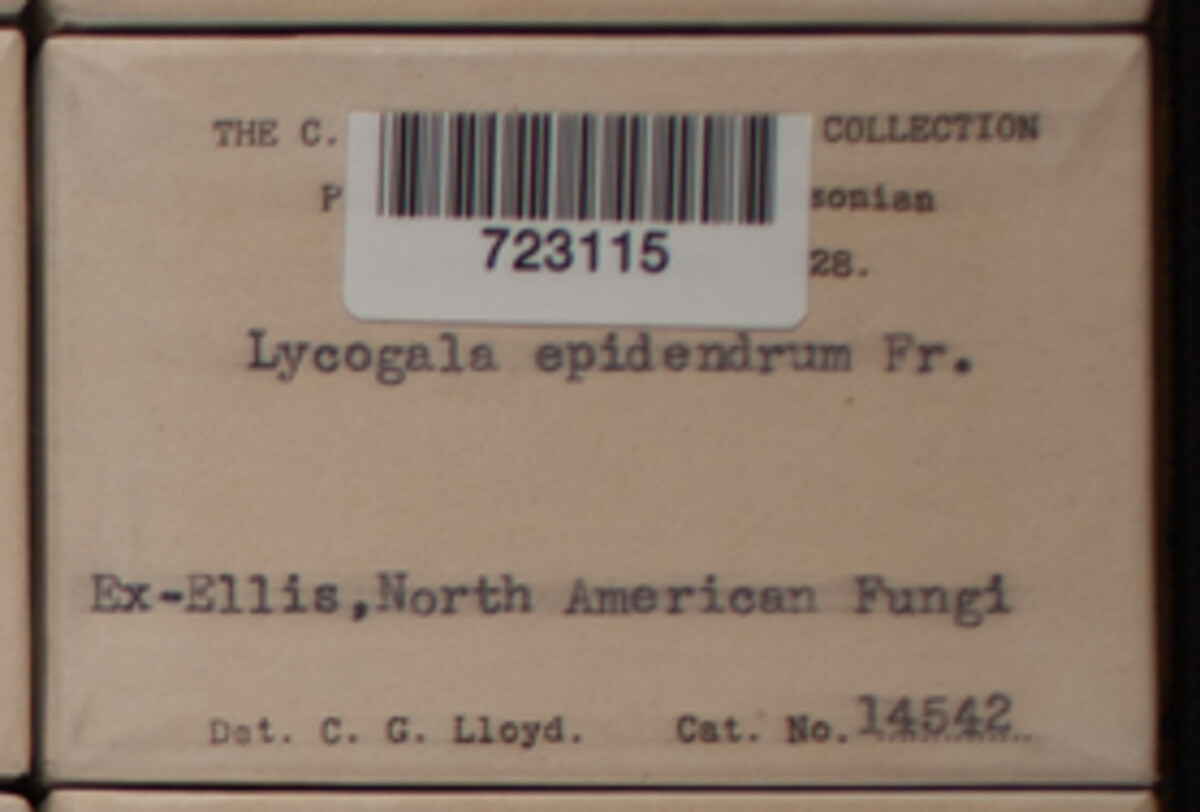 THE C. COLLECTION
P sonian
723115
28.
Lycogala epidendrum Fr.
Ex-Ellis,North American Fungi
Det. C. G. Lloyd. Cat. No. 14542